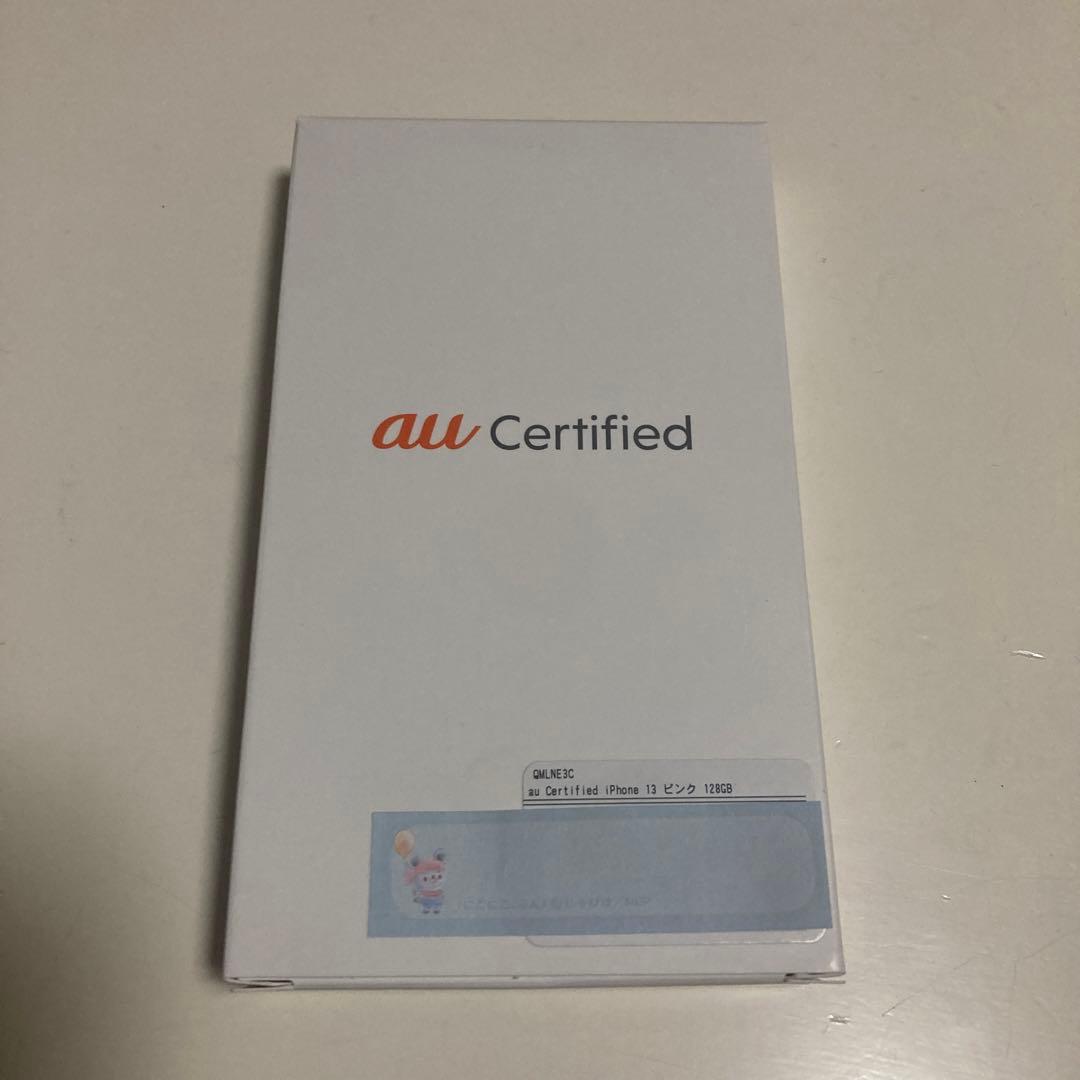 au Certified
QMLNE3C
au Certified iPhone 13 ピンク 128GB